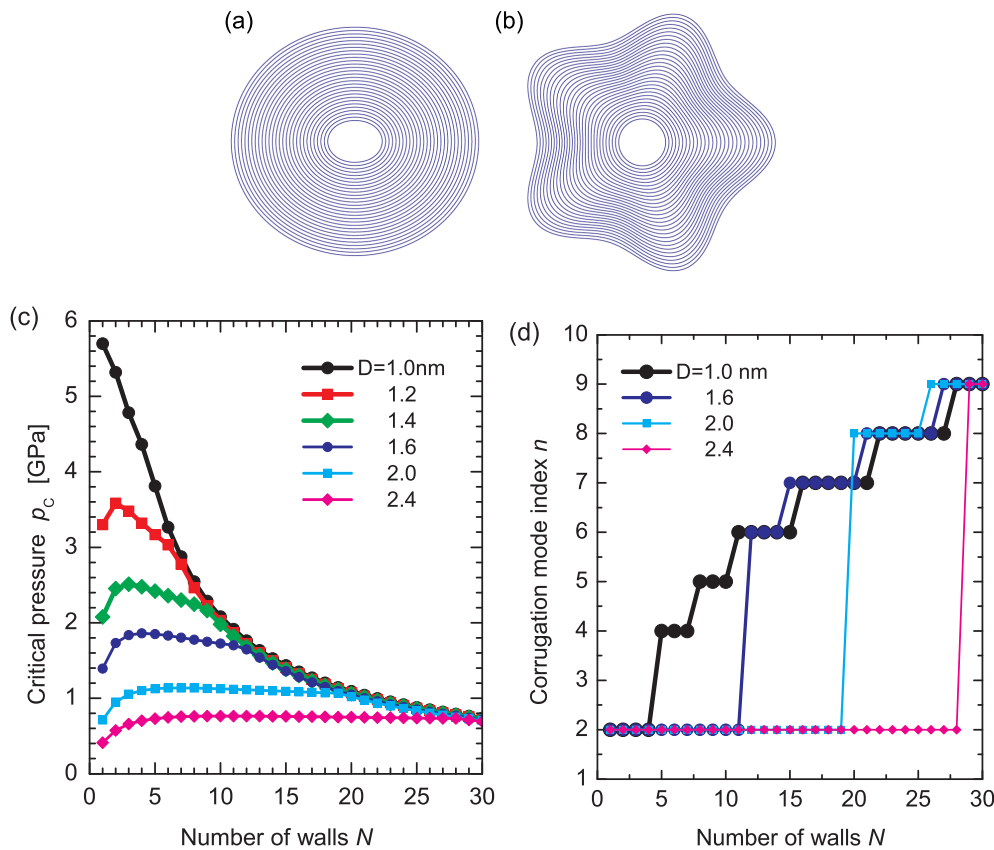 (a)
(b)
(c)
6
5
4
3
2
1
0
Critical pressure p_C [GPa]
D=1.0nm
1.2
1.4
1.6
2.0
2.4
0 5 10 15 20 25 30
Number of walls N
(d)
10
9
8
7
6
5
4
3
2
1
Corrugation mode index n
D=1.0 nm
1.6
2.0
2.4
0 5 10 15 20 25 30
Number of walls N